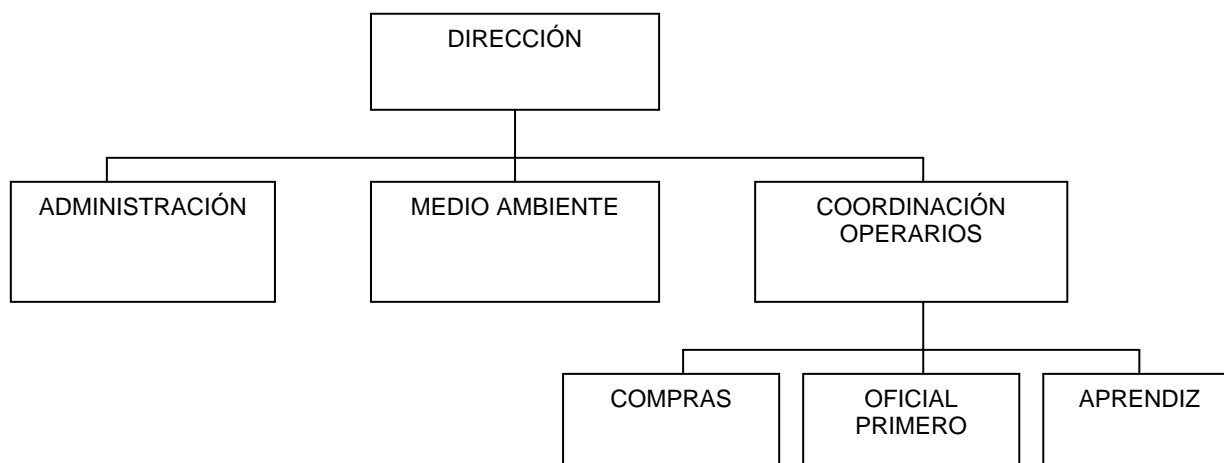 DIRECCIÓN
ADMINISTRACIÓN
MEDIO AMBIENTE
COORDINACIÓN
OPERARIOS
COMPRAS
OFICIAL
PRIMERO
APRENDIZ